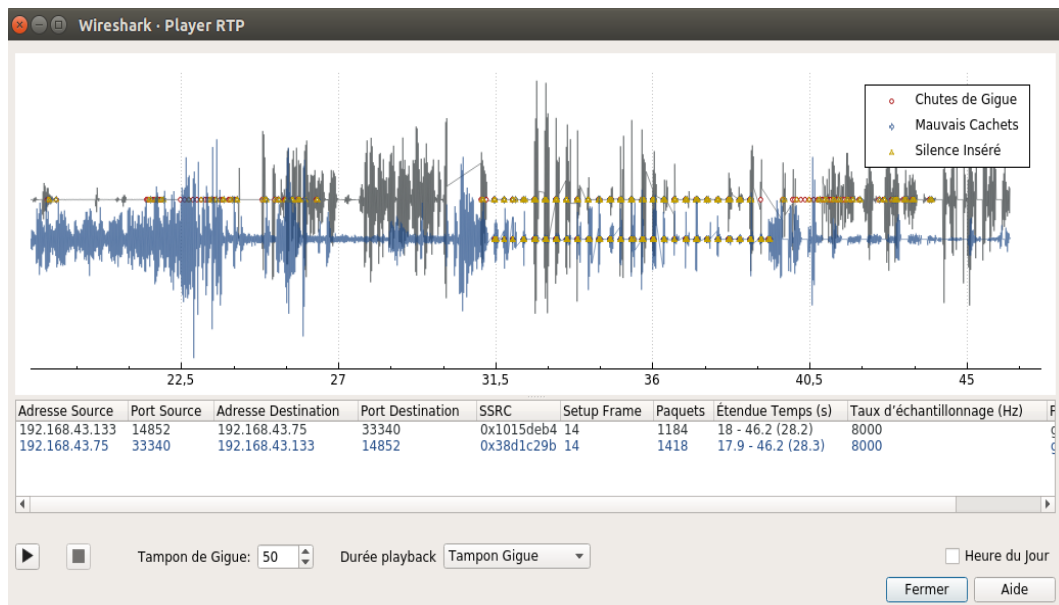 Wireshark · Player RTP
Chutes de Gigue
Mauvais Cachets
Silence Inséré
22,5 27 31,5 36 40,5 45
Adresse Source Port Source Adresse Destination Port Destination SSRC Setup Frame Paquets Étendue Temps (s) Taux d'échantillonnage (Hz)
192.168.43.133 14852 192.168.43.75 33340 0x1015deb4 14 1184 18 - 46.2 (28.2) 8000
192.168.43.75 33340 192.168.43.133 14852 0x38d1c29b 14 1418 17.9 - 46.2 (28.3) 8000
Tampon de Gigue: 50 Durée playback Tampon Gigue Heure du Jour
Fermer Aide